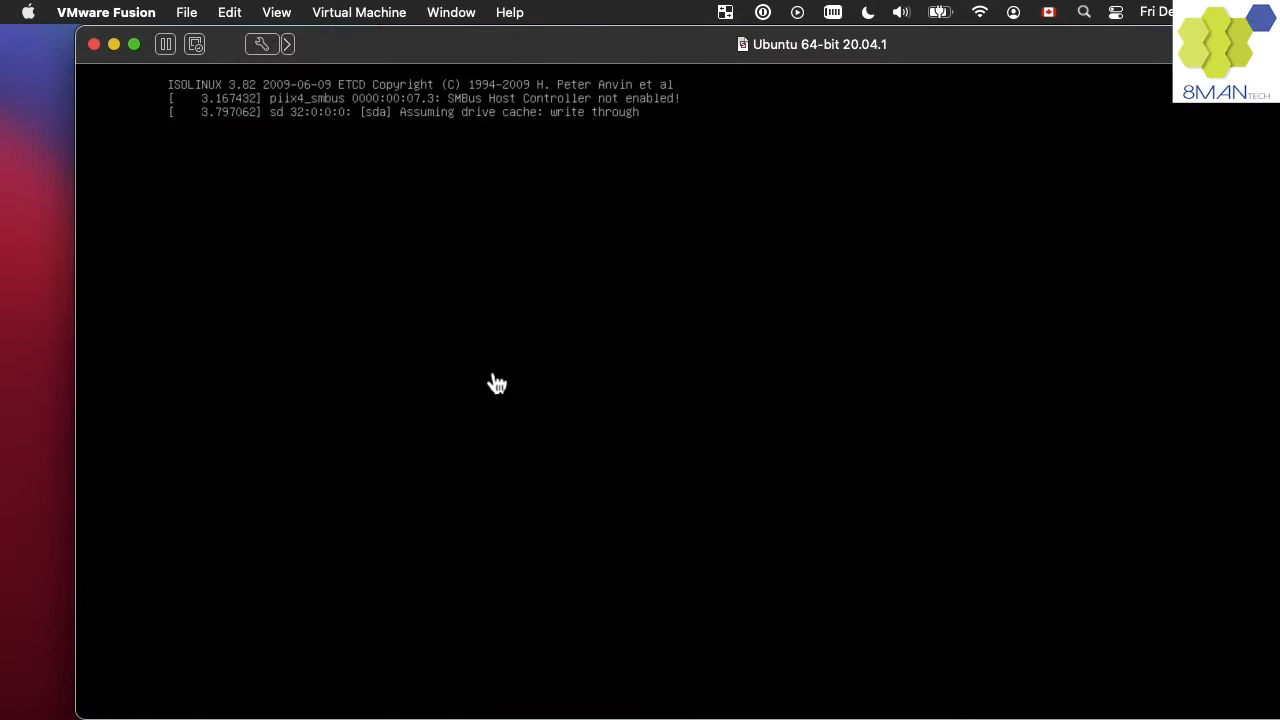 VMware Fusion File Edit View Virtual Machine Window Help Fri De
Ubuntu 64-bit 20.04.1
8MANTECH
ISOLINUX 3.82 2009-06-09 ETCD Copyright (C) 1994-2009 H. Peter Anvin et al
[    3.167432] piix4_smbus 0000:00:07.3: SMBus Host Controller not enabled!
[    3.797062] sd 32:0:0:0: [sda] Assuming drive cache: write through